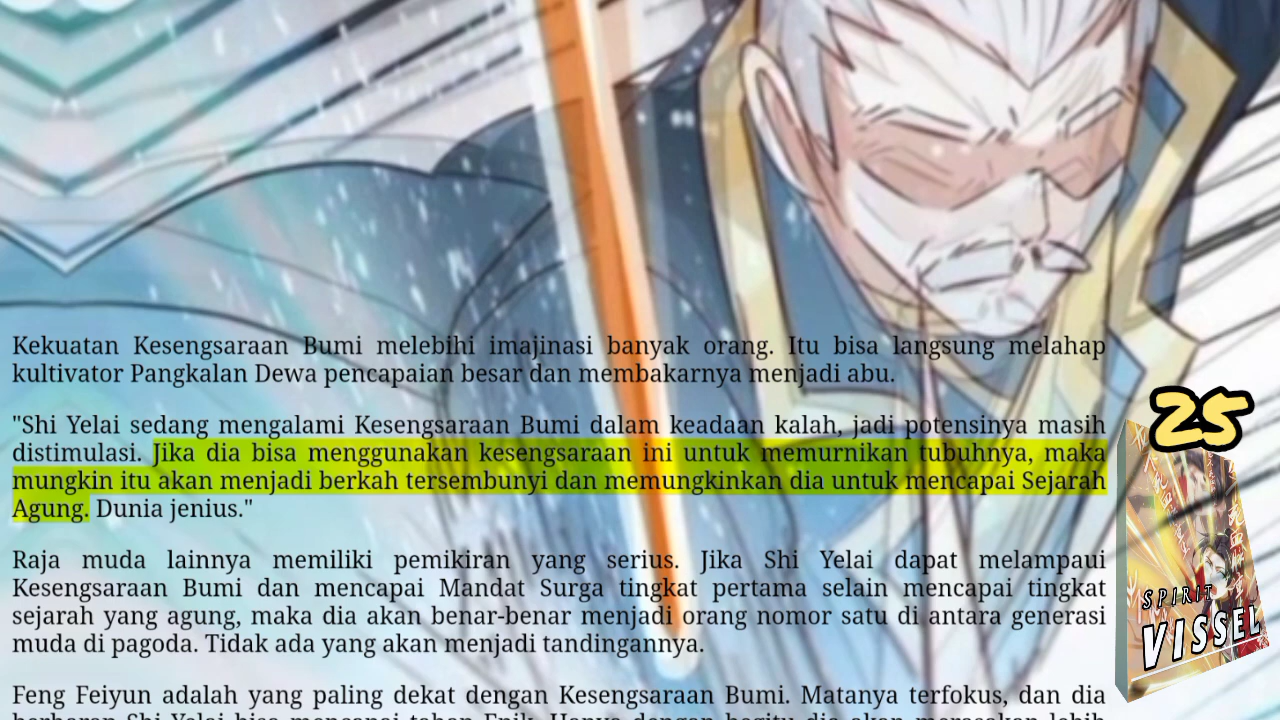 Kekuatan Kesengsaraan Bumi melebihi imajinasi banyak orang. Itu bisa langsung melahap
kultivator Pangkalan Dewa pencapaian besar dan membakarnya menjadi abu.
"Shi Yelai sedang mengalami Kesengsaraan Bumi dalam keadaan kalah, jadi potensinya masih
distimulasi. Jika dia bisa menggunakan kesengsaraan ini untuk memurnikan tubuhnya, maka
mungkin itu akan menjadi berkah tersembunyi dan memungkinkan dia untuk mencapai Sejarah
Agung. Dunia jenius."
Raja muda lainnya memiliki pemikiran yang serius. Jika Shi Yelai dapat melampaui
Kesengsaraan Bumi dan mencapai Mandat Surga tingkat pertama selain mencapai tingkat
sejarah yang agung, maka dia akan benar-benar menjadi orang nomor satu di antara generasi
muda di pagoda. Tidak ada yang akan menjadi tandingannya.
Feng Feiyun adalah yang paling dekat dengan Kesengsaraan Bumi. Matanya terfokus, dan dia
25
SPIRIT
VISSEL